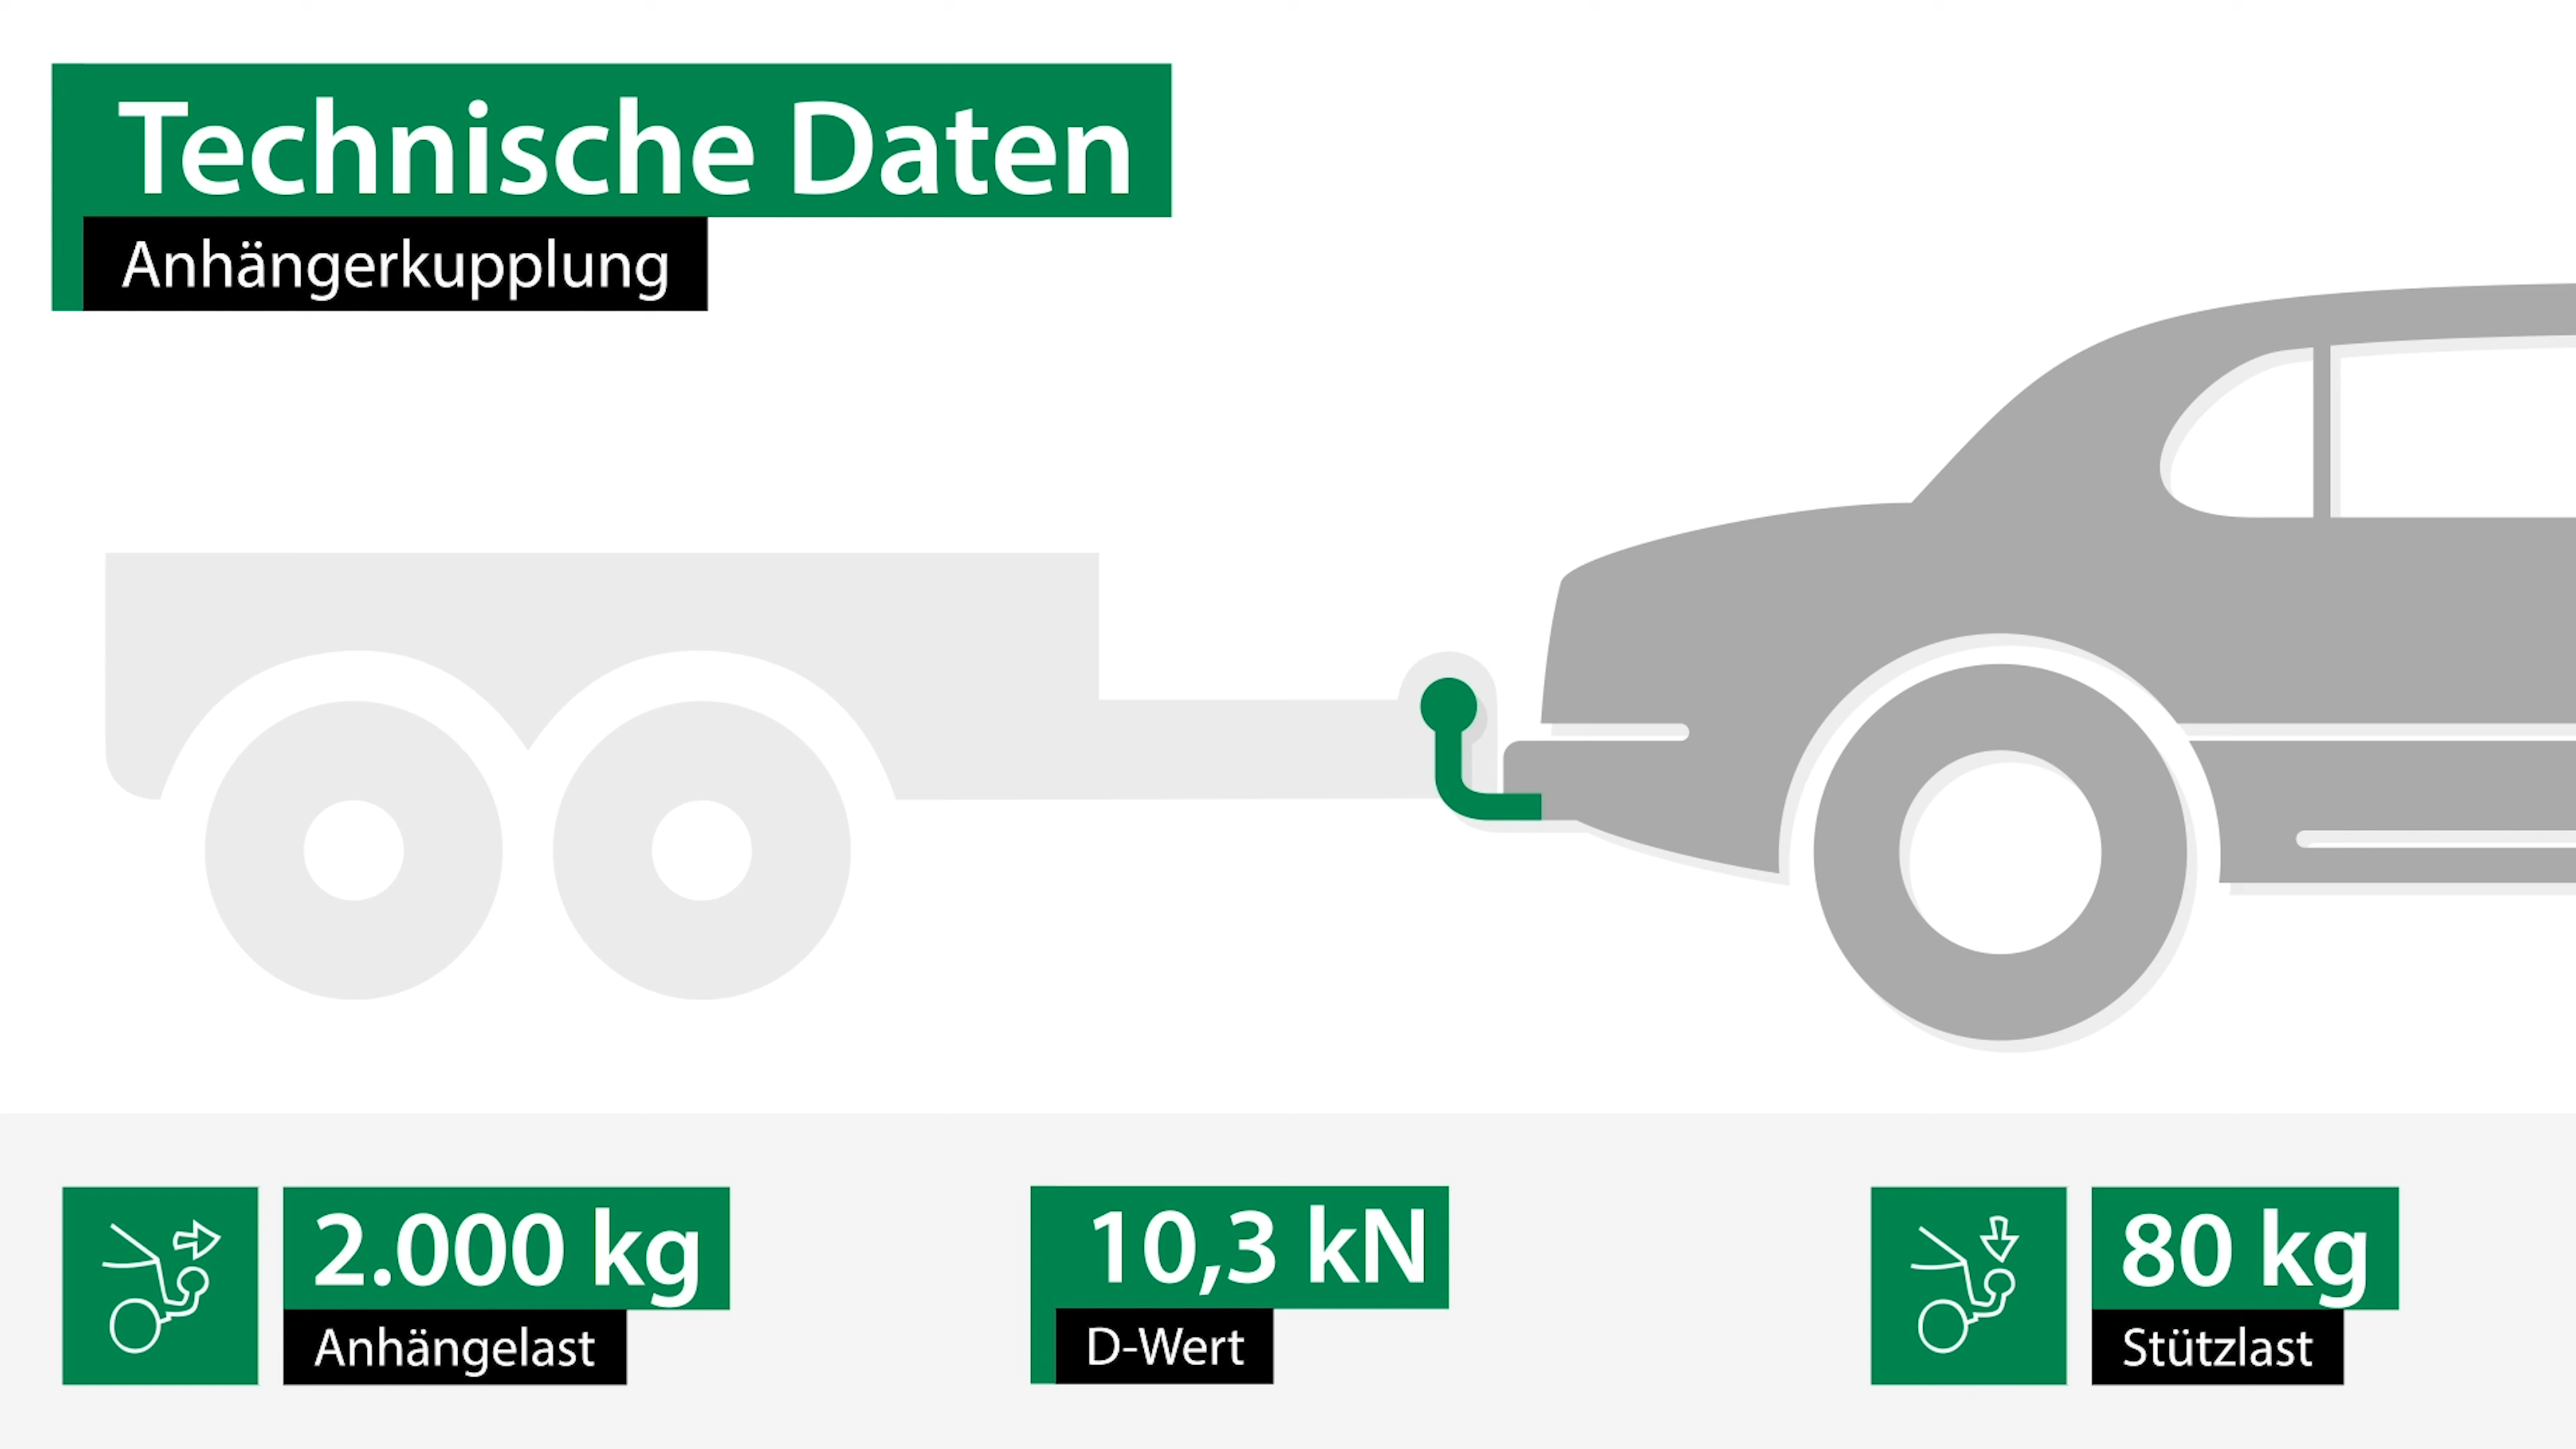 Technische Daten
Anhängerkupplung
2.000 kg
Anhängelast
10,3 kN
D-Wert
80 kg
Stützlast